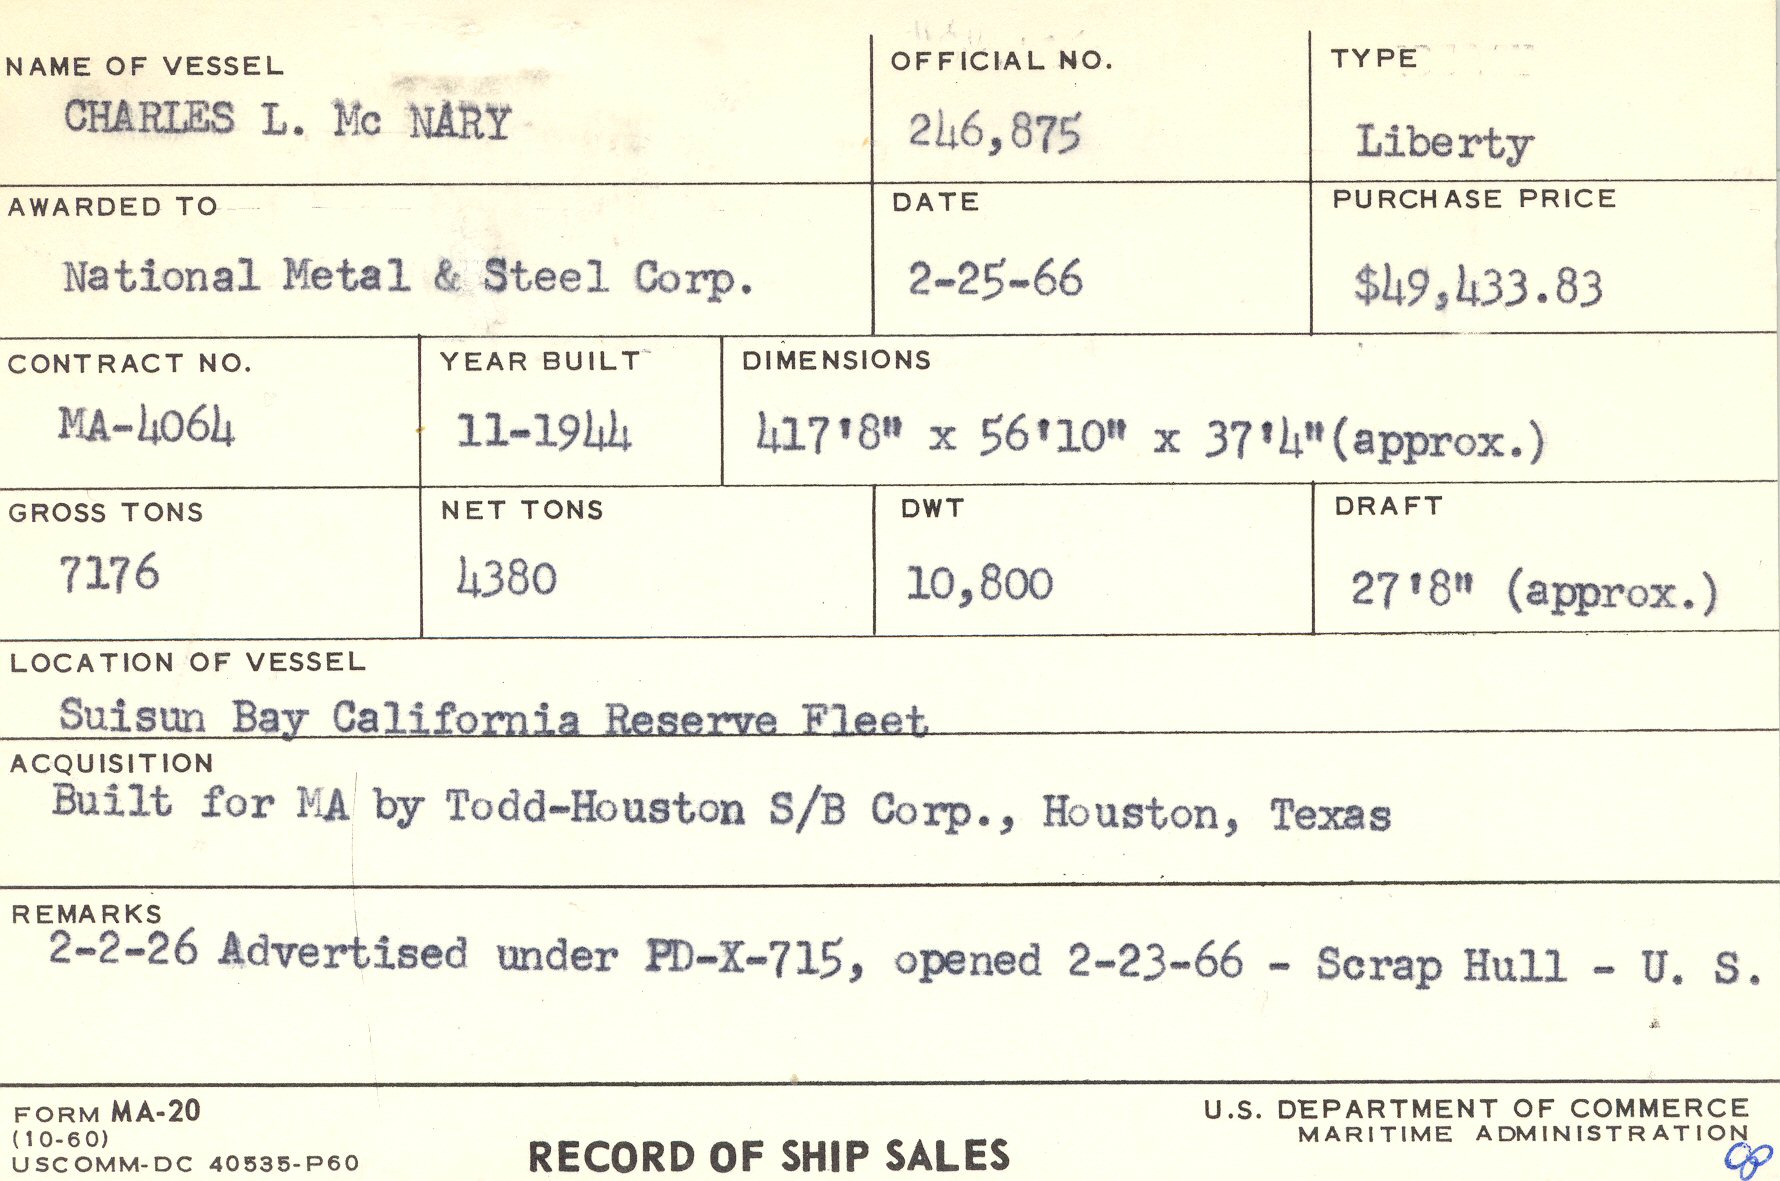 NAME OF VESSEL
CHARLES L. Mc NARY
OFFICIAL NO.
246,875
TYPE
Liberty
AWARDED TO
National Metal & Steel Corp.
DATE
2-25-66
PURCHASE PRICE
$49,433.83
CONTRACT NO.
MA-4064
YEAR BUILT
11-1944
DIMENSIONS
417'8" x 56'10" x 37'4"(approx.)
GROSS TONS
7176
NET TONS
4380
DWT
10,800
DRAFT
27'8" (approx.)
LOCATION OF VESSEL
Suisun Bay California Reserve Fleet
ACQUISITION
Built for MA by Todd-Houston S/B Corp., Houston, Texas
REMARKS
2-2-26 Advertised under PD-X-715, opened 2-23-66 - Scrap Hull - U. S.
FORM MA-20
(10-60)
USCOMM-DC 40535-P60
RECORD OF SHIP SALES
U.S. DEPARTMENT OF COMMERCE
MARITIME ADMINISTRATION